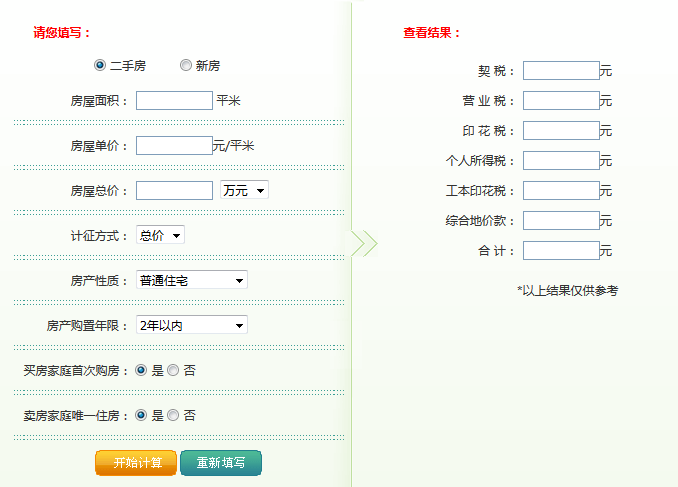 请您填写：
二手房 新房
房屋面积： 平米
房屋单价： 元/平米
房屋总价： 万元
计征方式： 总价
房产性质： 普通住宅
房产购置年限： 2年以内
买房家庭首次购房： 是 否
卖房家庭唯一住房： 是 否
开始计算 重新填写
查看结果：
契 税： 元
营 业 税： 元
印 花 税： 元
个人所得税： 元
工本印花税： 元
综合地价款： 元
合 计： 元
*以上结果仅供参考